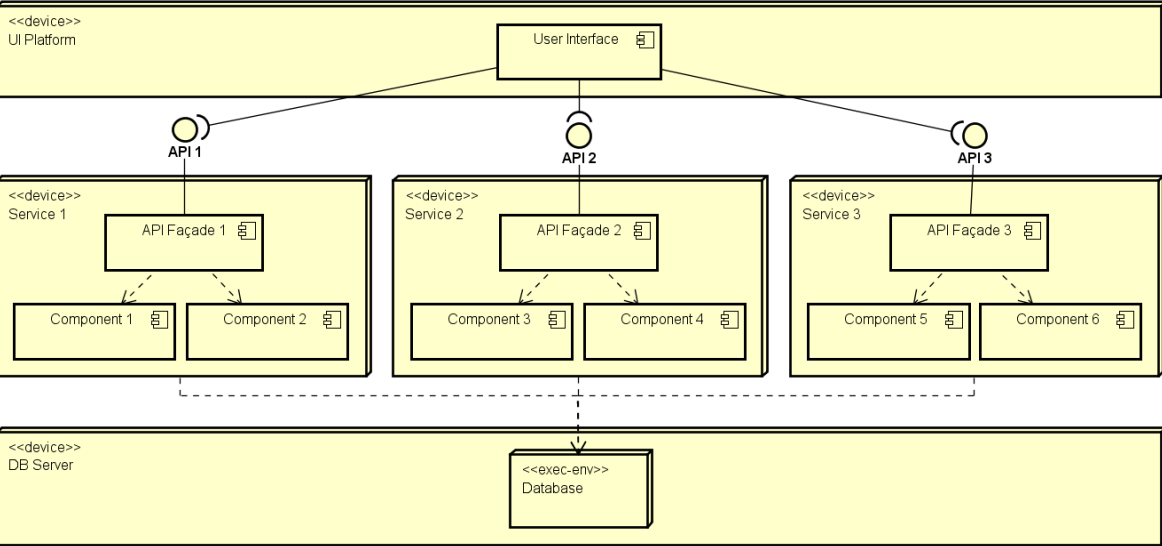 <<device>>
UI Platform
User Interface
API 1
API 2
API 3
<<device>>
Service 1
API Façade 1
Component 1
Component 2
<<device>>
Service 2
API Façade 2
Component 3
Component 4
<<device>>
Service 3
API Façade 3
Component 5
Component 6
<<device>>
DB Server
<<exec-env>>
Database